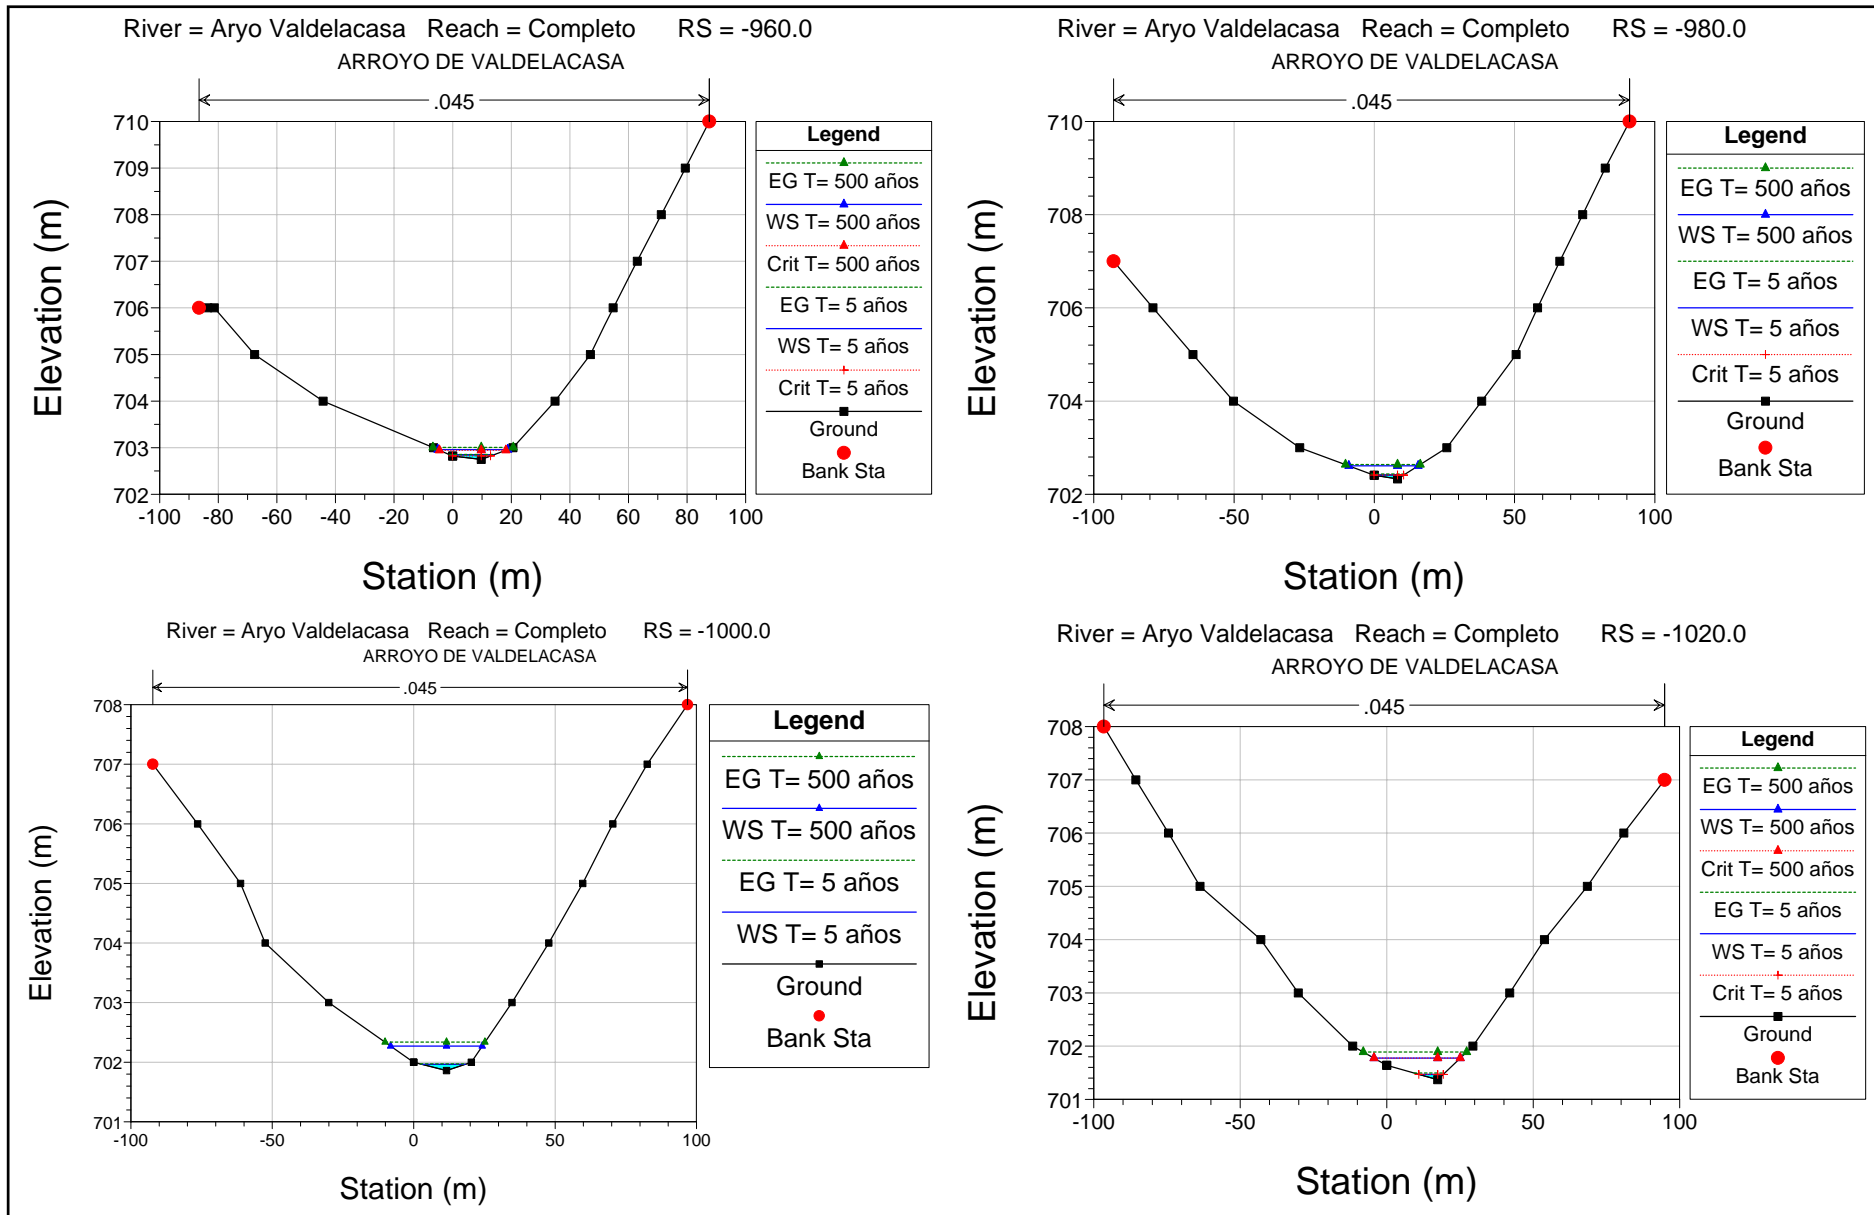 River = Aryo Valdelacasa Reach = Completo RS = -960.0
ARROYO DE VALDELACASA
.045
710
709
708
707
706
705
704
703
702
-100 -80 -60 -40 -20 0 20 40 60 80 100
Elevation (m)
Station (m)
Legend
EG T= 500 años
WS T= 500 años
Crit T= 500 años
EG T= 5 años
WS T= 5 años
Crit T= 5 años
Ground
Bank Sta
River = Aryo Valdelacasa Reach = Completo RS = -980.0
ARROYO DE VALDELACASA
.045
710
708
706
704
702
-100 -50 0 50 100
Elevation (m)
Station (m)
Legend
EG T= 500 años
WS T= 500 años
EG T= 5 años
WS T= 5 años
Crit T= 5 años
Ground
Bank Sta
River = Aryo Valdelacasa Reach = Completo RS = -1000.0
ARROYO DE VALDELACASA
.045
708
707
706
705
704
703
702
701
-100 -50 0 50 100
Elevation (m)
Station (m)
Legend
EG T= 500 años
WS T= 500 años
EG T= 5 años
WS T= 5 años
Ground
Bank Sta
River = Aryo Valdelacasa Reach = Completo RS = -1020.0
ARROYO DE VALDELACASA
.045
708
707
706
705
704
703
702
701
-100 -50 0 50 100
Elevation (m)
Station (m)
Legend
EG T= 500 años
WS T= 500 años
Crit T= 500 años
EG T= 5 años
WS T= 5 años
Crit T= 5 años
Ground
Bank Sta